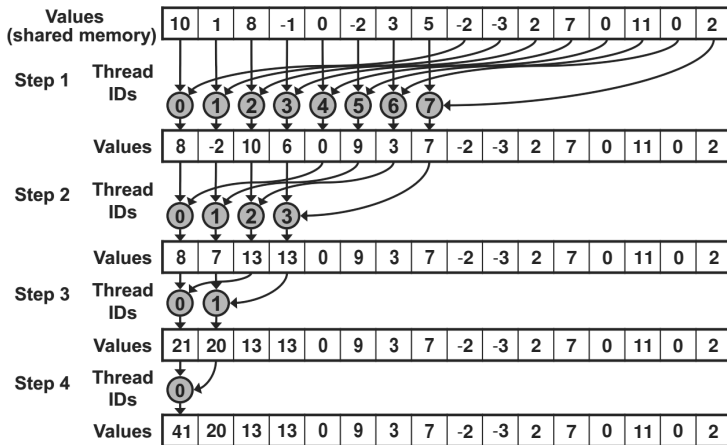 Values
(shared memory)
10 1 8 -1 0 -2 3 5 -2 -3 2 7 0 11 0 2
Step 1 Thread
IDs
0 1 2 3 4 5 6 7
Values 8 -2 10 6 0 9 3 7 -2 -3 2 7 0 11 0 2
Step 2 Thread
IDs
0 1 2 3
Values 8 7 13 13 0 9 3 7 -2 -3 2 7 0 11 0 2
Step 3 Thread
IDs
0 1
Values 21 20 13 13 0 9 3 7 -2 -3 2 7 0 11 0 2
Step 4 Thread
IDs
0
Values 41 20 13 13 0 9 3 7 -2 -3 2 7 0 11 0 2